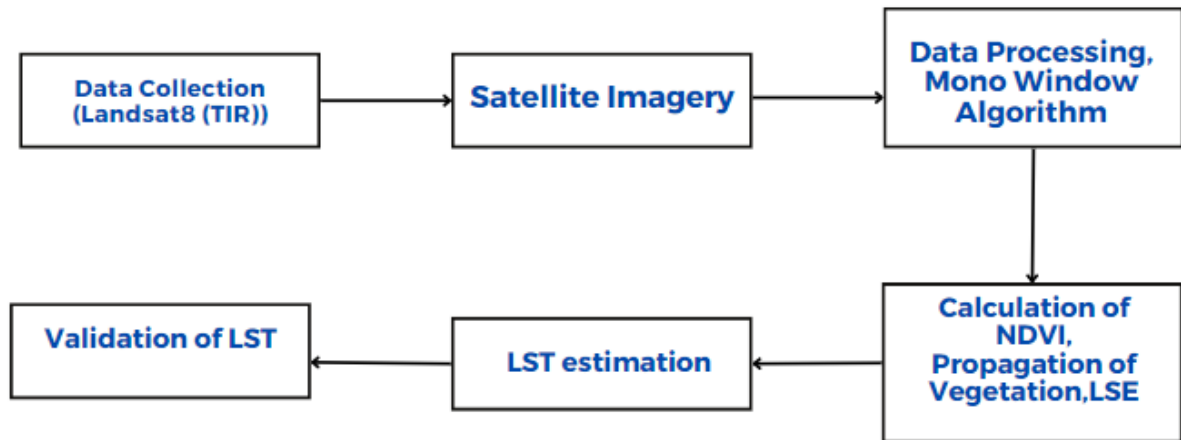 Data Collection
(Landsat8 (TIR))
Satellite Imagery
Data Processing,
Mono Window
Algorithm
Calculation of
NDVI,
Propagation of
Vegetation,LSE
LST estimation
Validation of LST